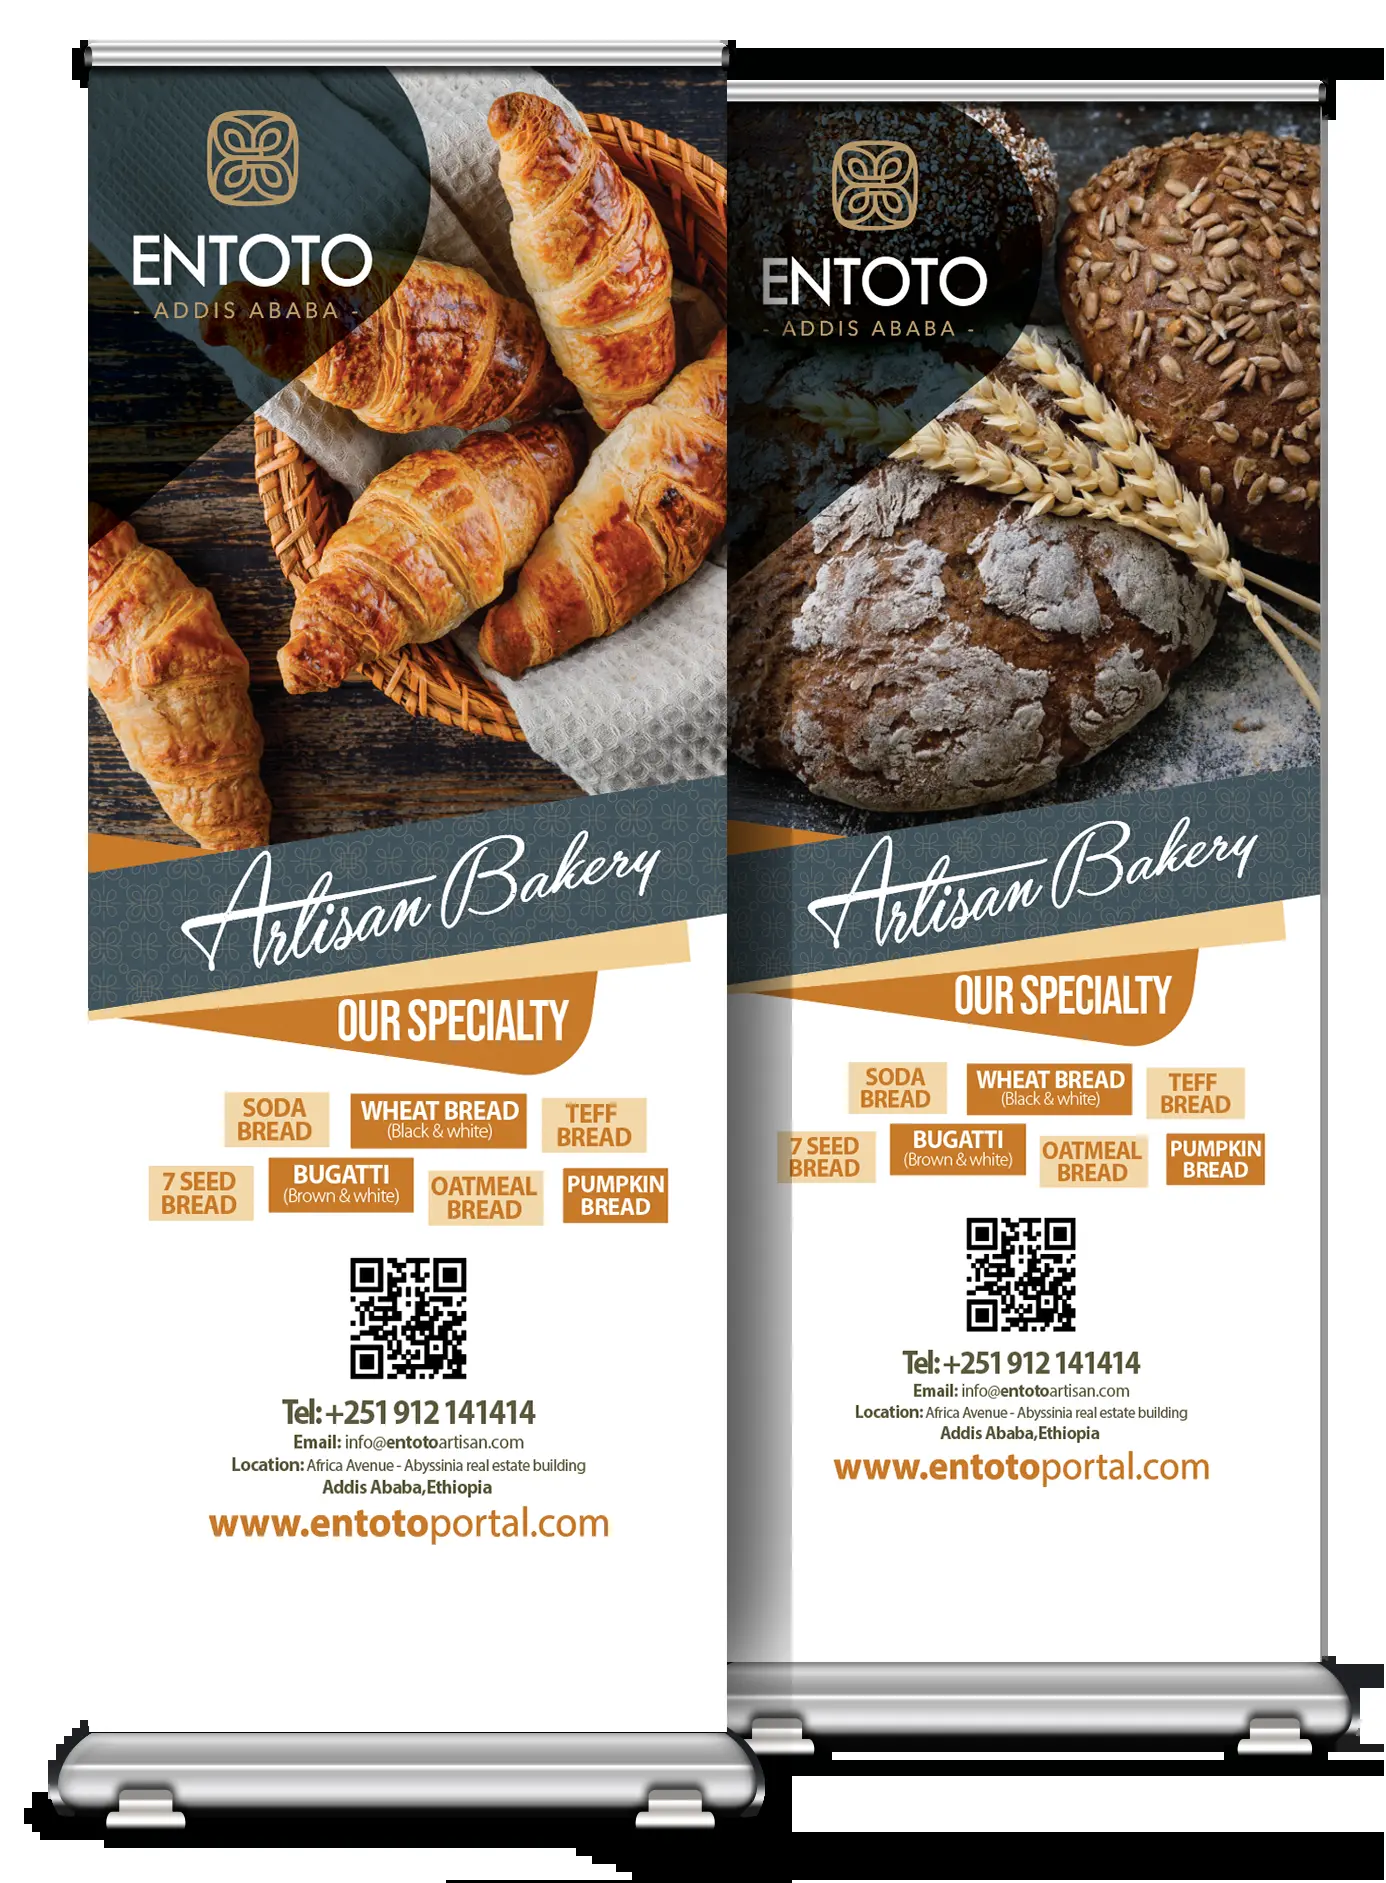 ENTOTO
- ADDIS ABABA -
Artisan Bakery
OUR SPECIALTY
SODA
BREAD
WHEAT BREAD
(Black & white)
TEFF
BREAD
7 SEED
BREAD
BUGATTI
(Brown & white)
OATMEAL
BREAD
PUMPKIN
BREAD
Tel: +251 912 141414
Email: info@entotoartisan.com
Location: Africa Avenue - Abyssinia real estate building
Addis Ababa,Ethiopia
www.entotoportal.com
ENTOTO
- ADDIS ABABA -
Artisan Bakery
OUR SPECIALTY
SODA
BREAD
WHEAT BREAD
(Black & white)
TEFF
BREAD
7 SEED
BREAD
BUGATTI
(Brown & white)
OATMEAL
BREAD
PUMPKIN
BREAD
Tel: +251 912 141414
Email: info@entotoartisan.com
Location: Africa Avenue - Abyssinia real estate building
Addis Ababa,Ethiopia
www.entotoportal.com